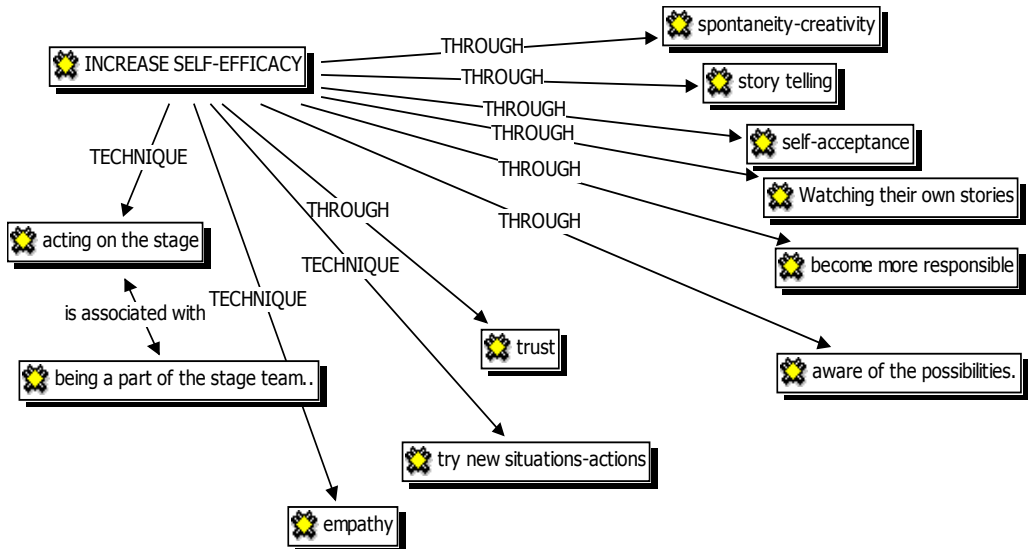 spontaneity-creativity
THROUGH
INCREASE SELF-EFFICACY
THROUGH
story telling
THROUGH
THROUGH
self-acceptance
TECHNIQUE
THROUGH
Watching their own stories
THROUGH
THROUGH
acting on the stage
become more responsible
TECHNIQUE
TECHNIQUE
is associated with
trust
aware of the possibilities.
being a part of the stage team..
try new situations-actions
empathy